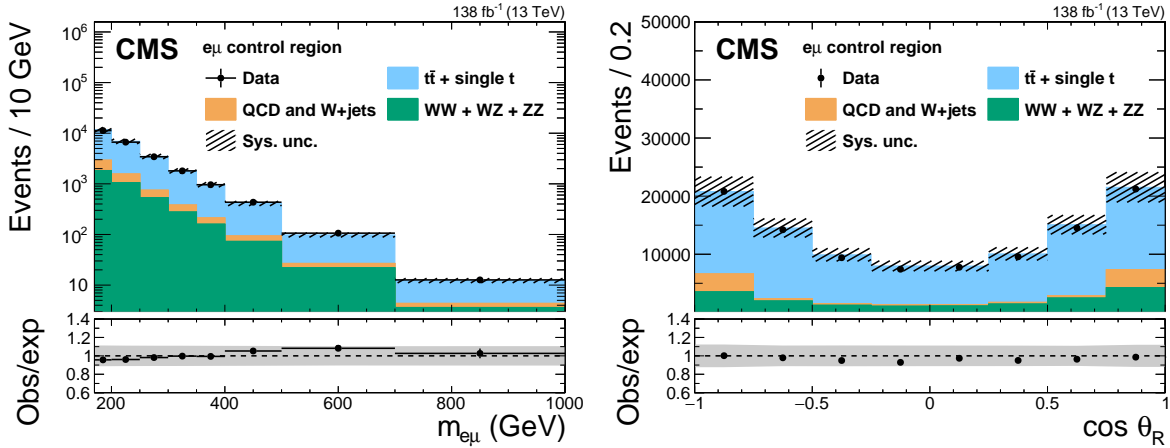 138 fb⁻¹ (13 TeV)
CMS
eμ control region
Data
tt̄ + single t
QCD and W+jets
WW + WZ + ZZ
Sys. unc.
Events / 10 GeV
10⁶
10⁵
10⁴
10³
10²
10
Obs/exp
1.4
1.2
1
0.8
0.6
200 400 600 800 1000
m_eμ (GeV)
138 fb⁻¹ (13 TeV)
CMS
eμ control region
Data
tt̄ + single t
QCD and W+jets
WW + WZ + ZZ
Sys. unc.
Events / 0.2
50000
40000
30000
20000
10000
Obs/exp
1.4
1.2
1
0.8
0.6
−1 −0.5 0 0.5 1
cos θ_R